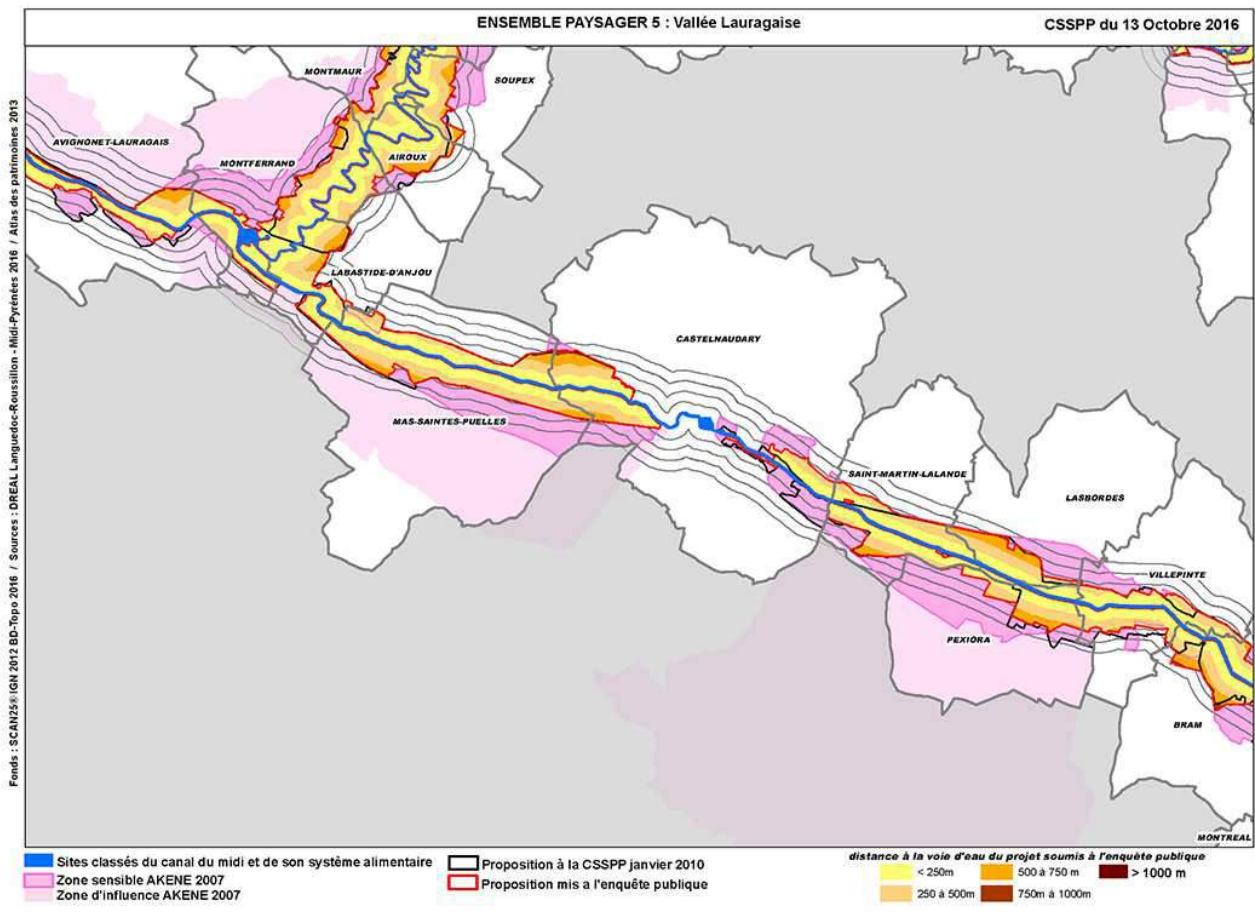 ENSEMBLE PAYSAGER 5 : Vallée Lauragaise
CSSPP du 13 Octobre 2016
Fonds : SCAN25® IGN 2012 BD-Topo 2016 / Sources : DREAL Languedoc-Roussillon - Midi-Pyrénées 2016 / Atlas des patrimoines 2013
MONTMAUR
SOUPEX
AVIGNONET-LAURAGAIS
MONTFERRAND
AIROUX
LABASTIDE-D'ANJOU
CASTELNAUDARY
MAS-SAINTES-PUELLES
SAINT-MARTIN-LALANDE
LASBORDES
VILLEPINTE
PEXIORA
BRAM
MONTREAL
Sites classés du canal du midi et de son système alimentaire
Zone sensible AKENE 2007
Zone d'influence AKENE 2007
Proposition à la CSSPP janvier 2010
Proposition mis a l'enquête publique
distance à la voie d'eau du projet soumis à l'enquête publique
< 250m
500 à 750 m
> 1000 m
250 à 500m
750m à 1000m